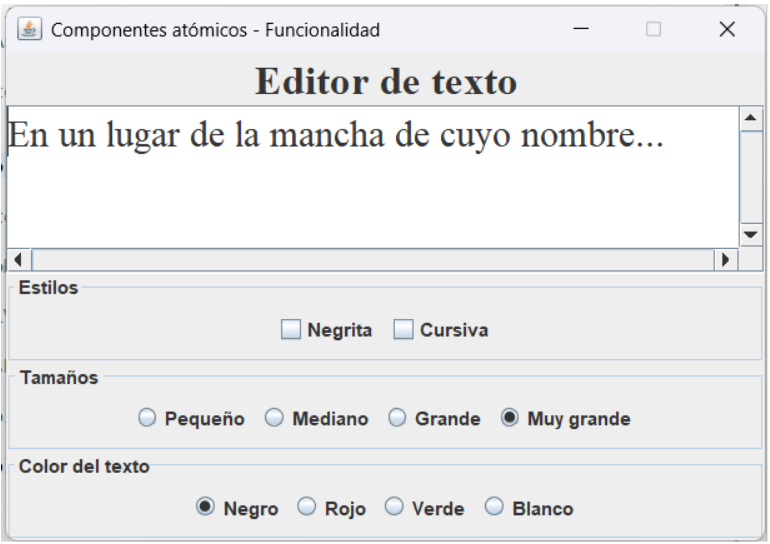 Componentes atómicos - Funcionalidad
Editor de texto
En un lugar de la mancha de cuyo nombre...
Estilos
Negrita Cursiva
Tamaños
Pequeño Mediano Grande Muy grande
Color del texto
Negro Rojo Verde Blanco